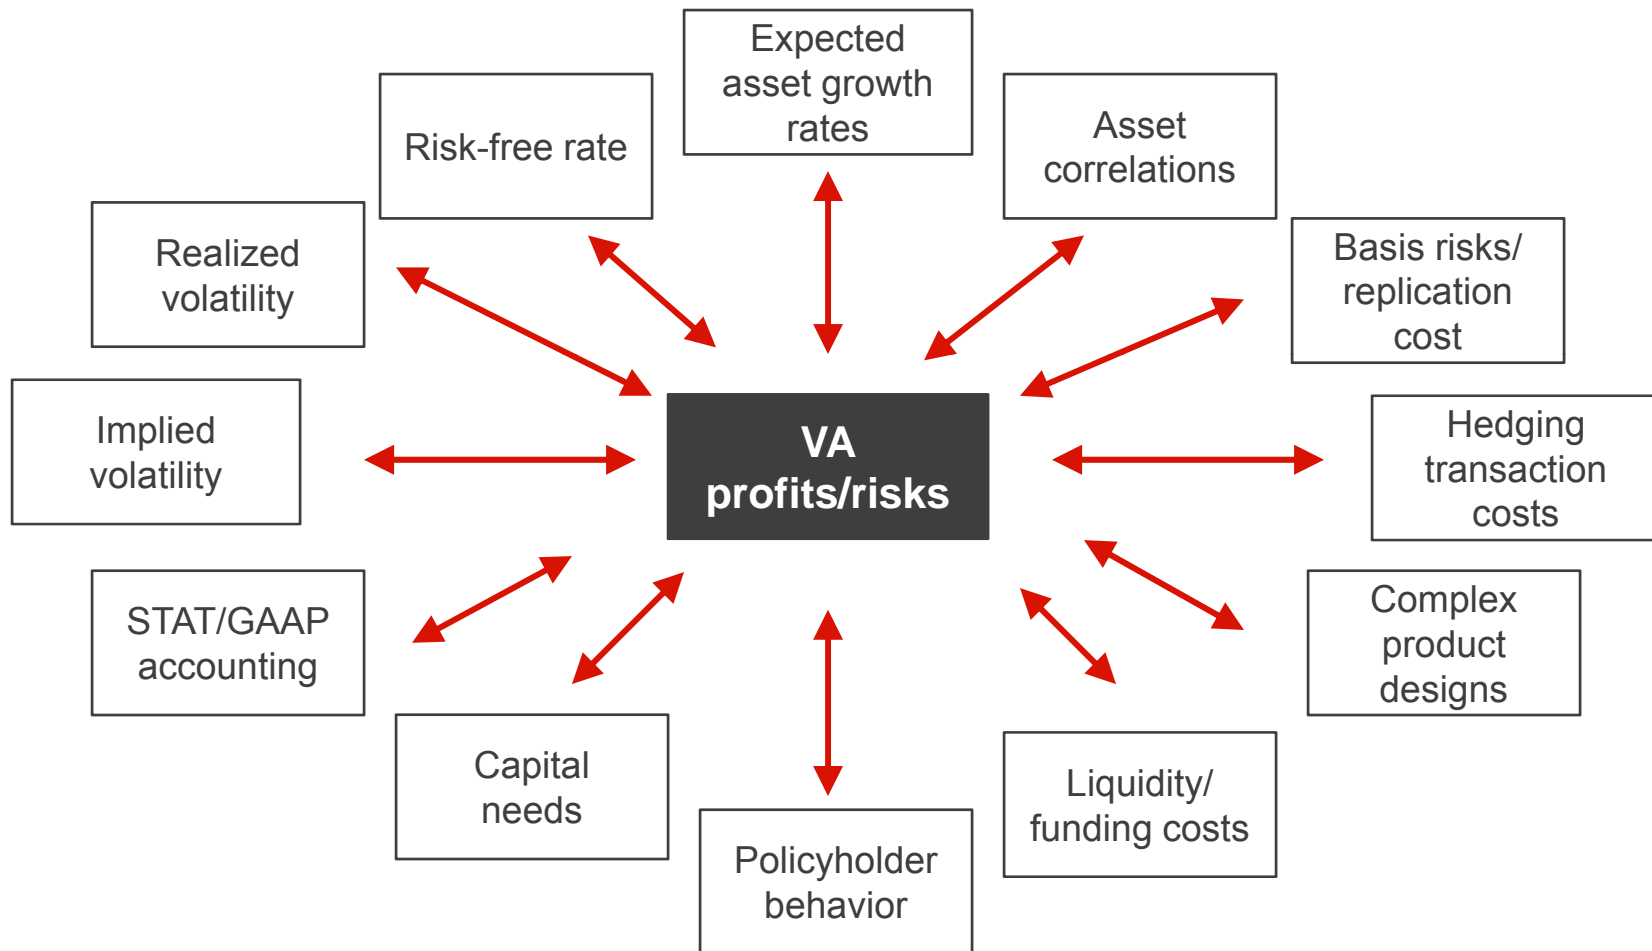 Expected
asset growth
rates
Risk-free rate
Asset
correlations
Realized
volatility
Basis risks/
replication
cost
Implied
volatility
VA
profits/risks
Hedging
transaction
costs
STAT/GAAP
accounting
Complex
product
designs
Capital
needs
Liquidity/
funding costs
Policyholder
behavior